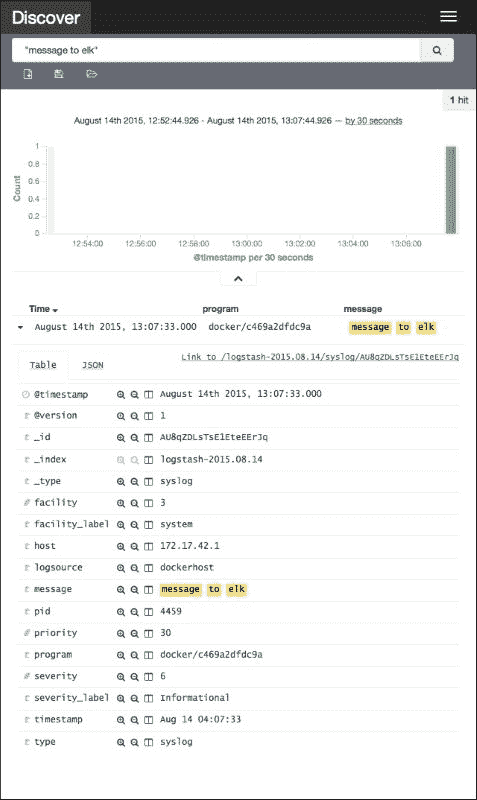 Discover
"message to elk"
1 hit
August 14th 2015, 12:52:44.926 - August 14th 2015, 13:07:44.926 — by 30 seconds
Count
1
0.8
0.6
0.4
0.2
0
12:54:00 12:56:00 12:58:00 13:00:00 13:02:00 13:04:00 13:06:00
@timestamp per 30 seconds
Time program message
August 14th 2015, 13:07:33.000 docker/c469a2dfdc9a message to elk
Table JSON Link to /logstash-2015.08.14/syslog/AU8qZDLsTsElEteEErJq
@timestamp August 14th 2015, 13:07:33.000
t @version 1
t _id AU8qZDLsTsElEteEErJq
t _index logstash-2015.08.14
t _type syslog
# facility 3
t facility_label system
t host 172.17.42.1
t logsource dockerhost
t message message to elk
t pid 4459
# priority 30
t program docker/c469a2dfdc9a
# severity 6
t severity_label Informational
t timestamp Aug 14 04:07:33
t type syslog